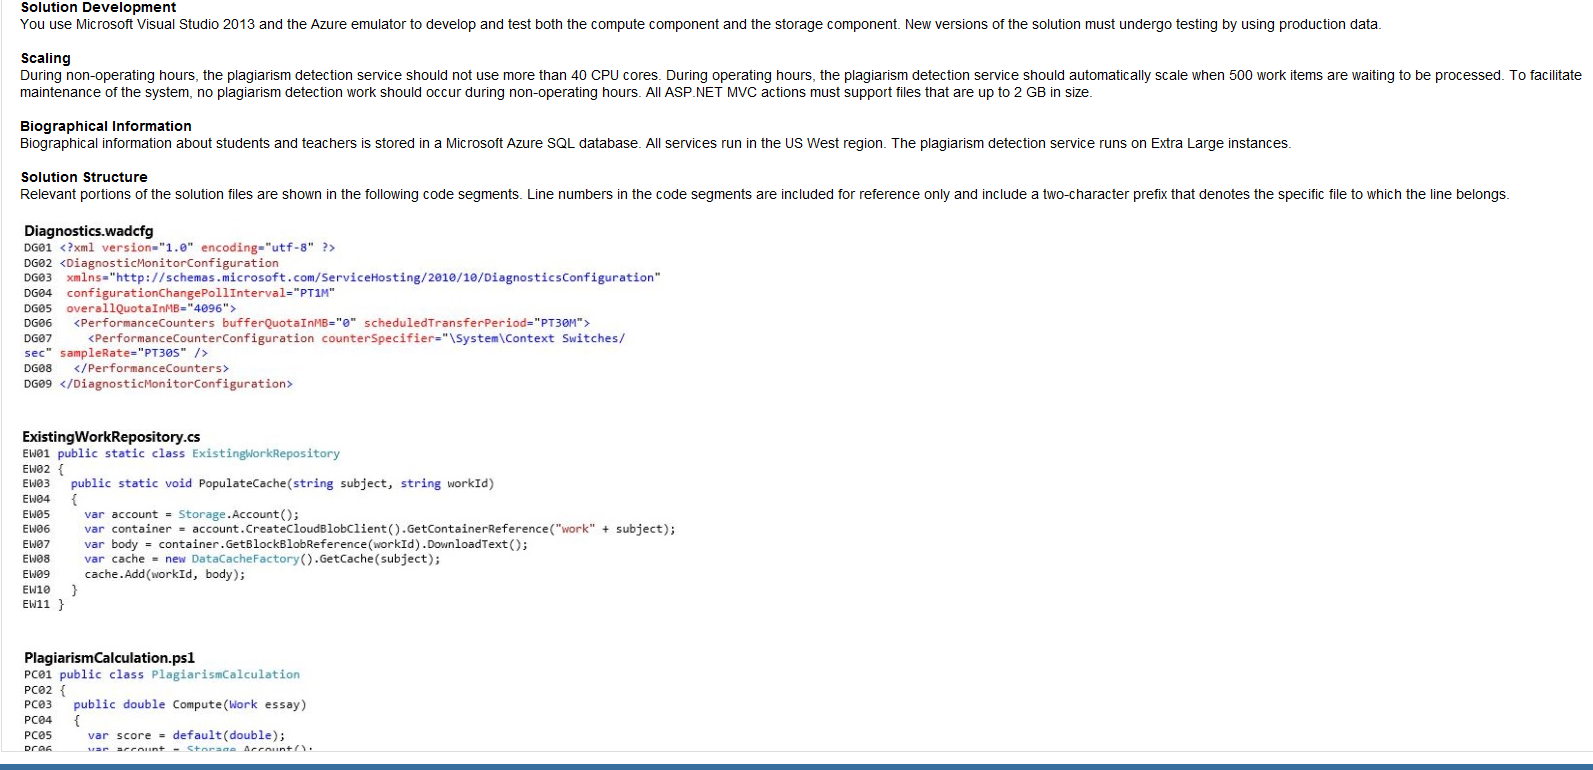 Solution Development
You use Microsoft Visual Studio 2013 and the Azure emulator to develop and test both the compute component and the storage component. New versions of the solution must undergo testing by using production data.
Scaling
During non-operating hours, the plagiarism detection service should not use more than 40 CPU cores. During operating hours, the plagiarism detection service should automatically scale when 500 work items are waiting to be processed. To facilitate
maintenance of the system, no plagiarism detection work should occur during non-operating hours. All ASP.NET MVC actions must support files that are up to 2 GB in size.
Biographical Information
Biographical information about students and teachers is stored in a Microsoft Azure SQL database. All services run in the US West region. The plagiarism detection service runs on Extra Large instances.
Solution Structure
Relevant portions of the solution files are shown in the following code segments. Line numbers in the code segments are included for reference only and include a two-character prefix that denotes the specific file to which the line belongs.
Diagnostics.wadcfg
DG01 <?xml version="1.0" encoding="utf-8" ?>
DG02 <DiagnosticMonitorConfiguration
DG03 xmlns="http://schemas.microsoft.com/ServiceHosting/2010/10/DiagnosticsConfiguration"
DG04 configurationChangePollInterval="PT1M"
DG05 overallQuotaInMB="4096">
DG06 <PerformanceCounters bufferQuotaInMB="0" scheduledTransferPeriod="PT30M">
DG07 <PerformanceCounterConfiguration counterSpecifier="\System\Context Switches/
sec" sampleRate="PT30S" />
DG08 </PerformanceCounters>
DG09 </DiagnosticMonitorConfiguration>
ExistingWorkRepository.cs
EW01 public static class ExistingWorkRepository
EW02 {
EW03 public static void PopulateCache(string subject, string workId)
EW04 {
EW05 var account = Storage.Account();
EW06 var container = account.CreateCloudBlobClient().GetContainerReference("work" + subject);
EW07 var body = container.GetBlockBlobReference(workId).DownloadText();
EW08 var cache = new DataCacheFactory().GetCache(subject);
EW09 cache.Add(workId, body);
EW10 }
EW11 }
PlagiarismCalculation.ps1
PC01 public class PlagiarismCalculation
PC02 {
PC03 public double Compute(Work essay)
PC04 {
PC05 var score = default(double);
PC06 var account = Storage.Account();